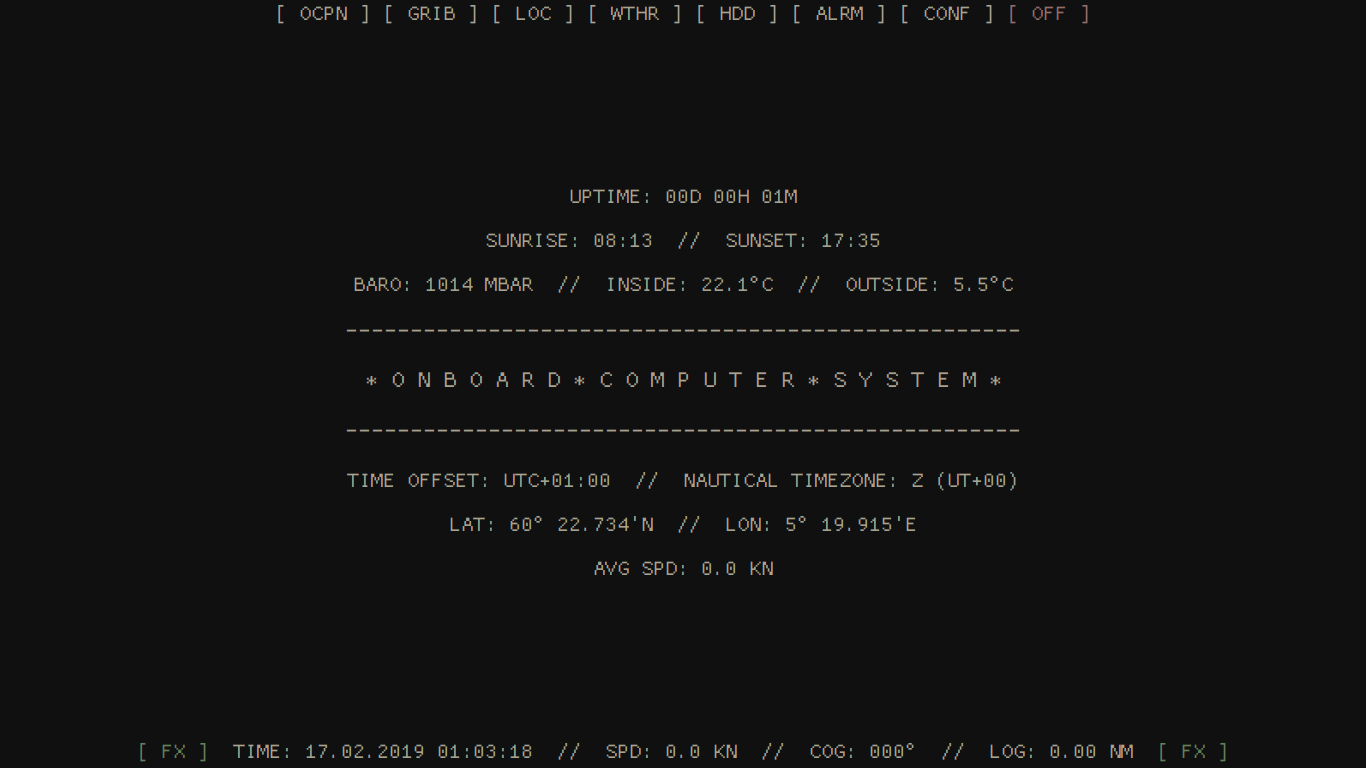 [ OCPN ] [ GRIB ] [ LOC ] [ WTHR ] [ HDD ] [ ALRM ] [ CONF ] [ OFF ]
UPTIME: 00D 00H 01M
SUNRISE: 08:13 // SUNSET: 17:35
BARO: 1014 MBAR // INSIDE: 22.1°C // OUTSIDE: 5.5°C
----------------------------------------------------
* O N B O A R D * C O M P U T E R * S Y S T E M *
----------------------------------------------------
TIME OFFSET: UTC+01:00 // NAUTICAL TIMEZONE: Z (UT+00)
LAT: 60° 22.734'N // LON: 5° 19.915'E
AVG SPD: 0.0 KN
[ FX ] TIME: 17.02.2019 01:03:18 // SPD: 0.0 KN // COG: 000° // LOG: 0.00 NM [ FX ]